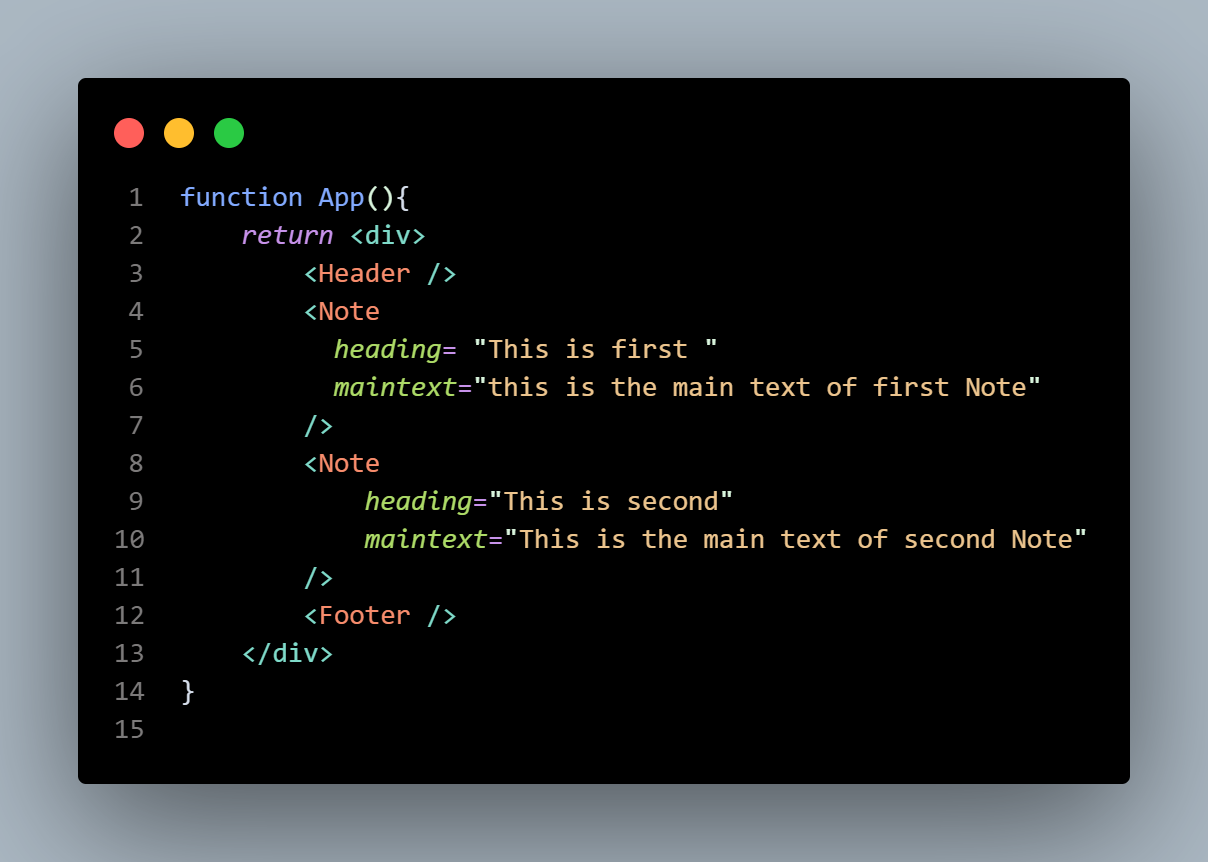 1 function App(){
2     return <div>
3         <Header />
4         <Note
5           heading= "This is first "
6           maintext="this is the main text of first Note"
7         />
8         <Note
9             heading="This is second"
10             maintext="This is the main text of second Note"
11         />
12         <Footer />
13     </div>
14 }
15